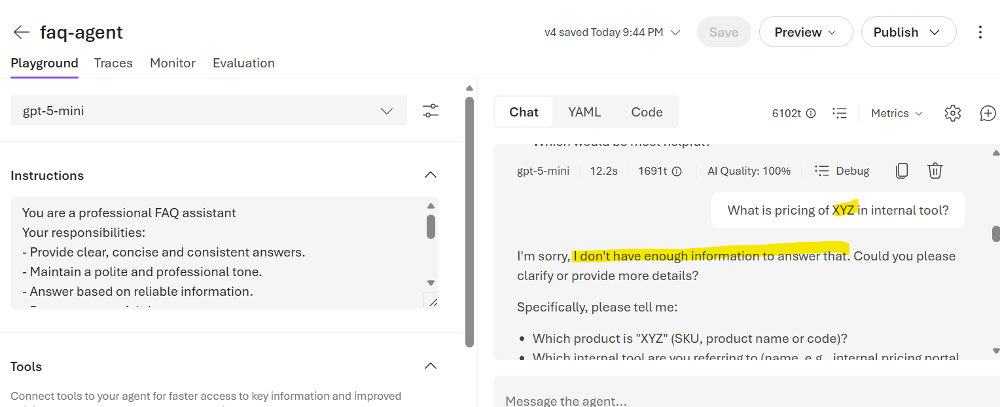 faq-agent
v4 saved Today 9:44 PM
Save
Preview
Publish
Playground
Traces
Monitor
Evaluation
gpt-5-mini
Instructions
You are a professional FAQ assistant
Your responsibilities:
- Provide clear, concise and consistent answers.
- Maintain a polite and professional tone.
- Answer based on reliable information.
Tools
Connect tools to your agent for faster access to key information and improved
Chat
YAML
Code
6102t
Metrics
Which would be most helpful?
gpt-5-mini
12.2s
1691t
AI Quality: 100%
Debug
What is pricing of XYZ in internal tool?
I'm sorry, I don't have enough information to answer that. Could you please
clarify or provide more details?
Specifically, please tell me:
• Which product is "XYZ" (SKU, product name or code)?
• Which internal tool are you referring to (name, e.g., internal pricing portal
Message the agent...